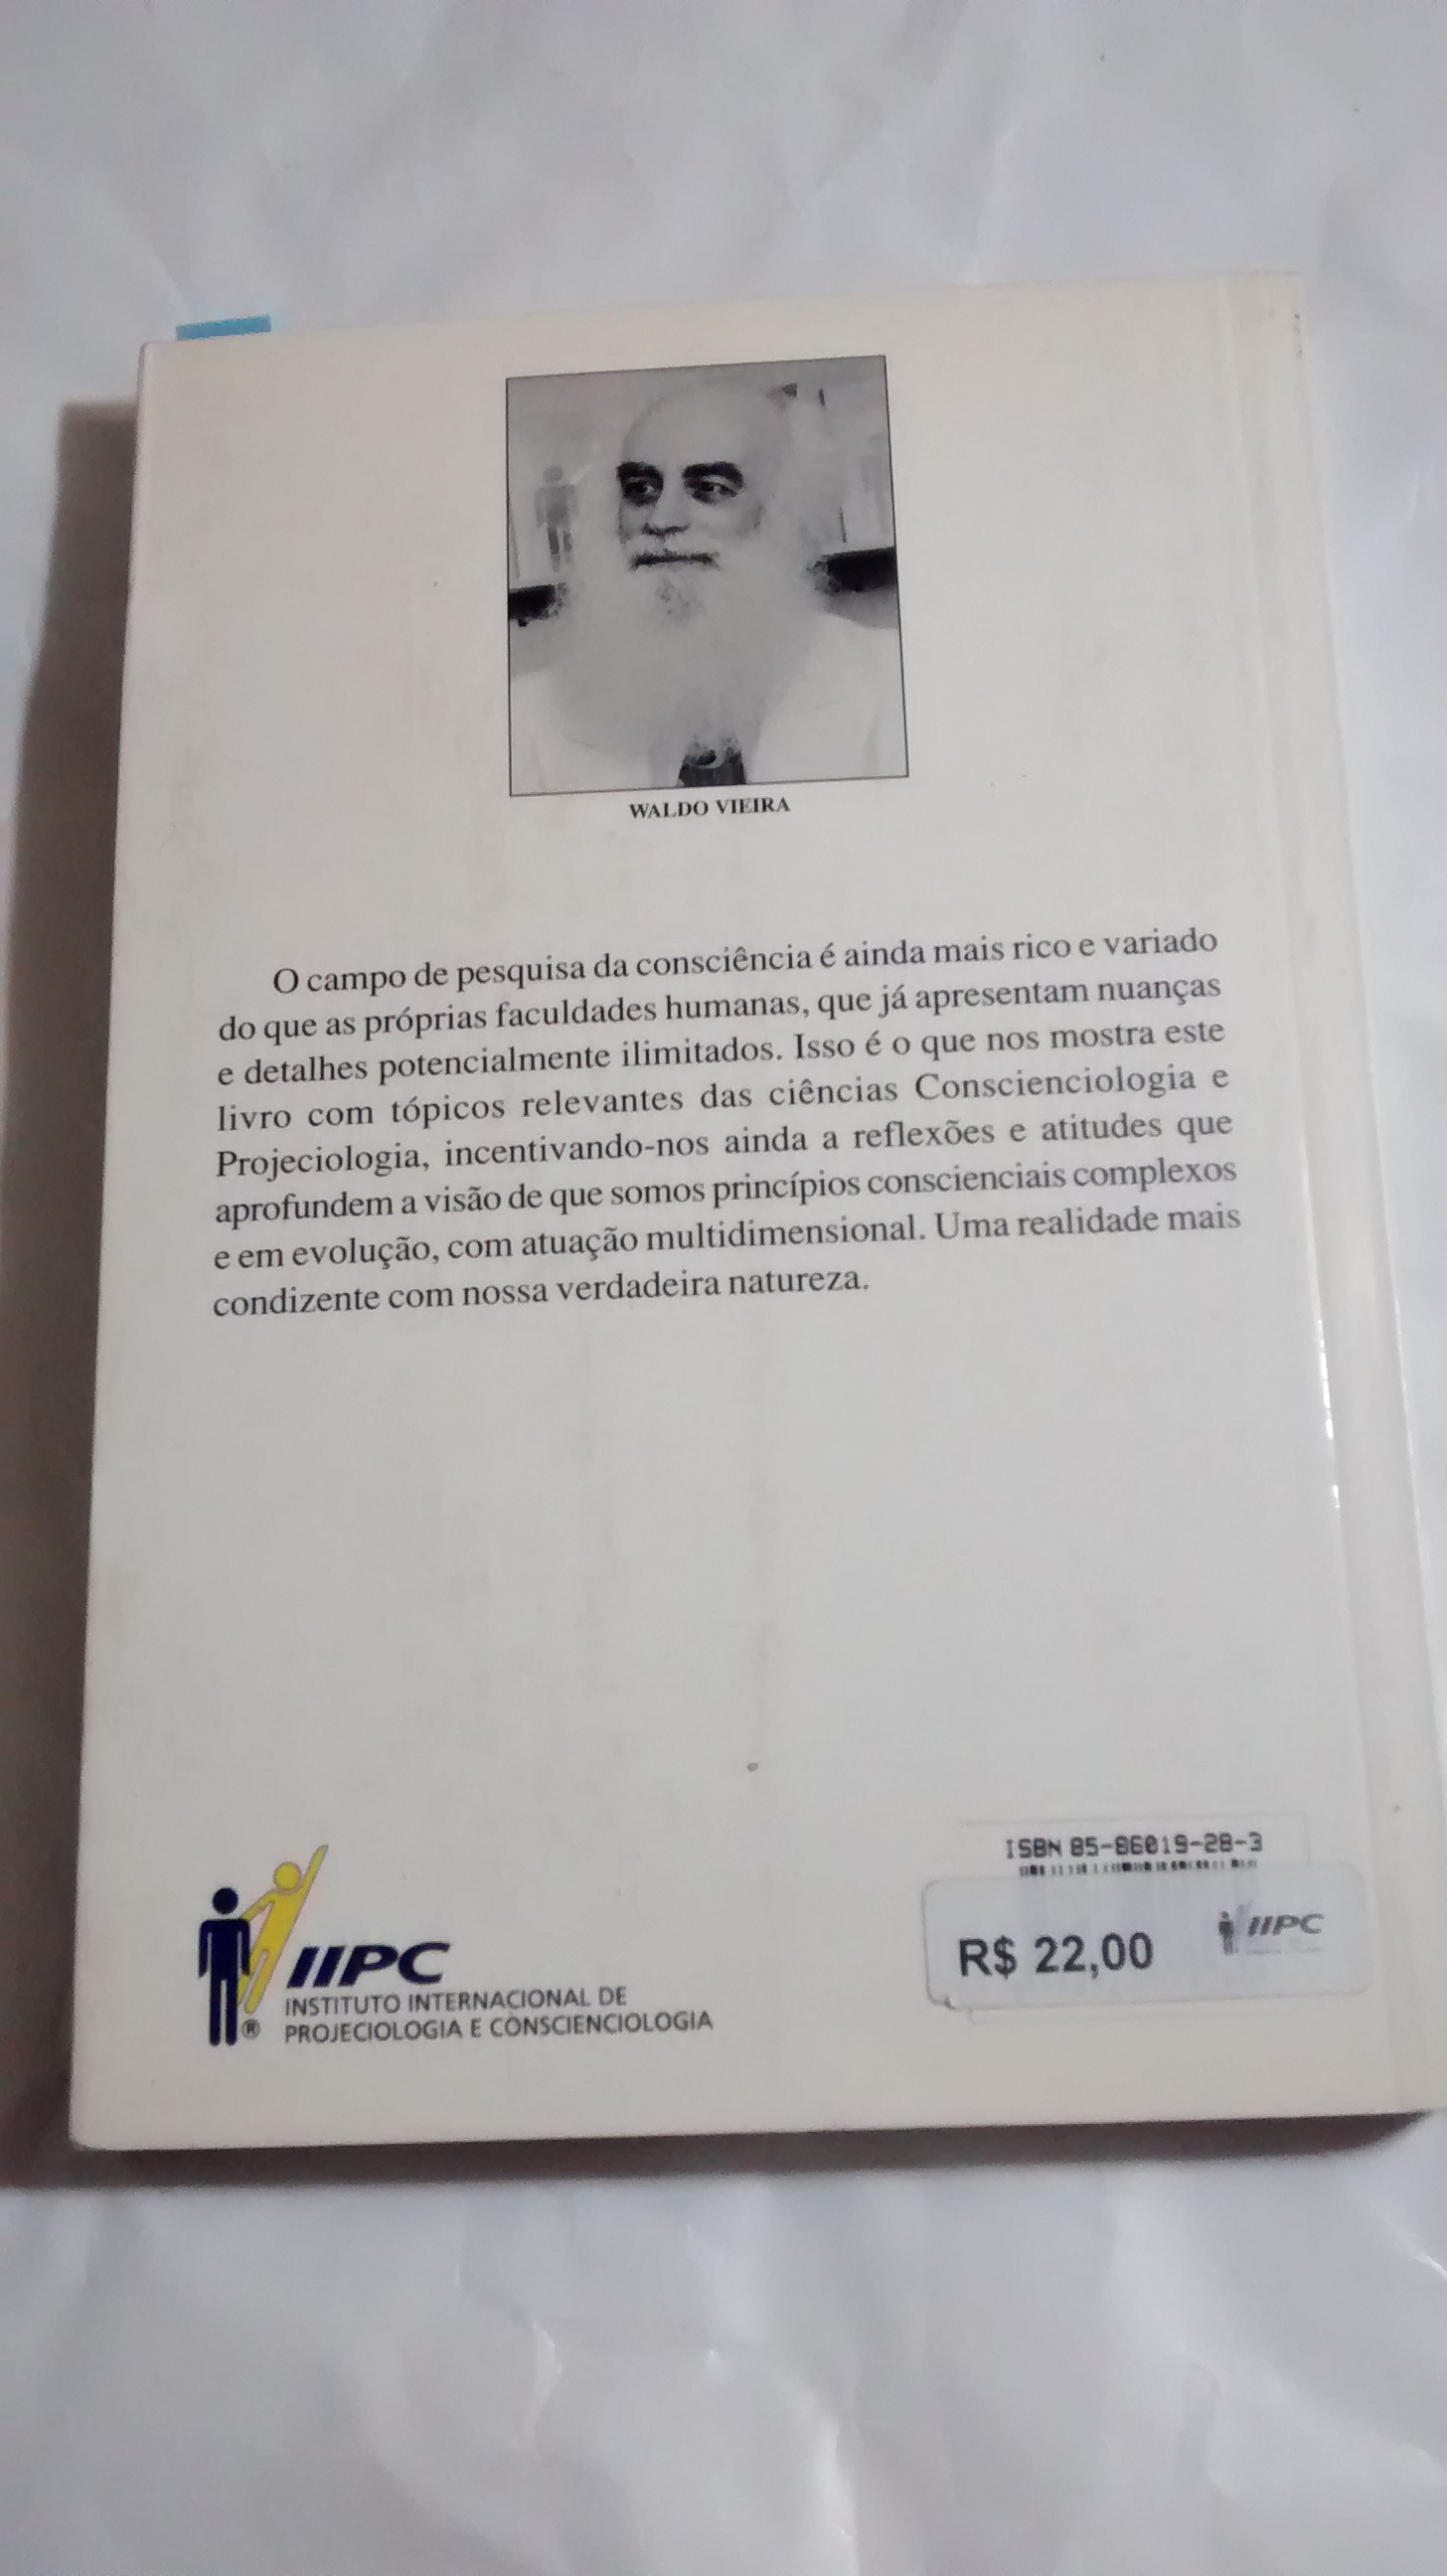 WALDO VIEIRA
O campo de pesquisa da consciência é ainda mais rico e variado
do que as próprias faculdades humanas, que já apresentam nuanças
e detalhes potencialmente ilimitados. Isso é o que nos mostra este
livro com tópicos relevantes das ciências Conscienciologia e
Projeciologia, incentivando-nos ainda a reflexões e atitudes que
aprofundem a visão de que somos princípios conscienciais complexos
e em evolução, com atuação multidimensional. Uma realidade mais
condizente com nossa verdadeira natureza.
ISBN 85-86019-28-3
R$ 22,00
IIPC
IIPC
INSTITUTO INTERNACIONAL DE
® PROJECIOLOGIA E CONSCIENCIOLOGIA